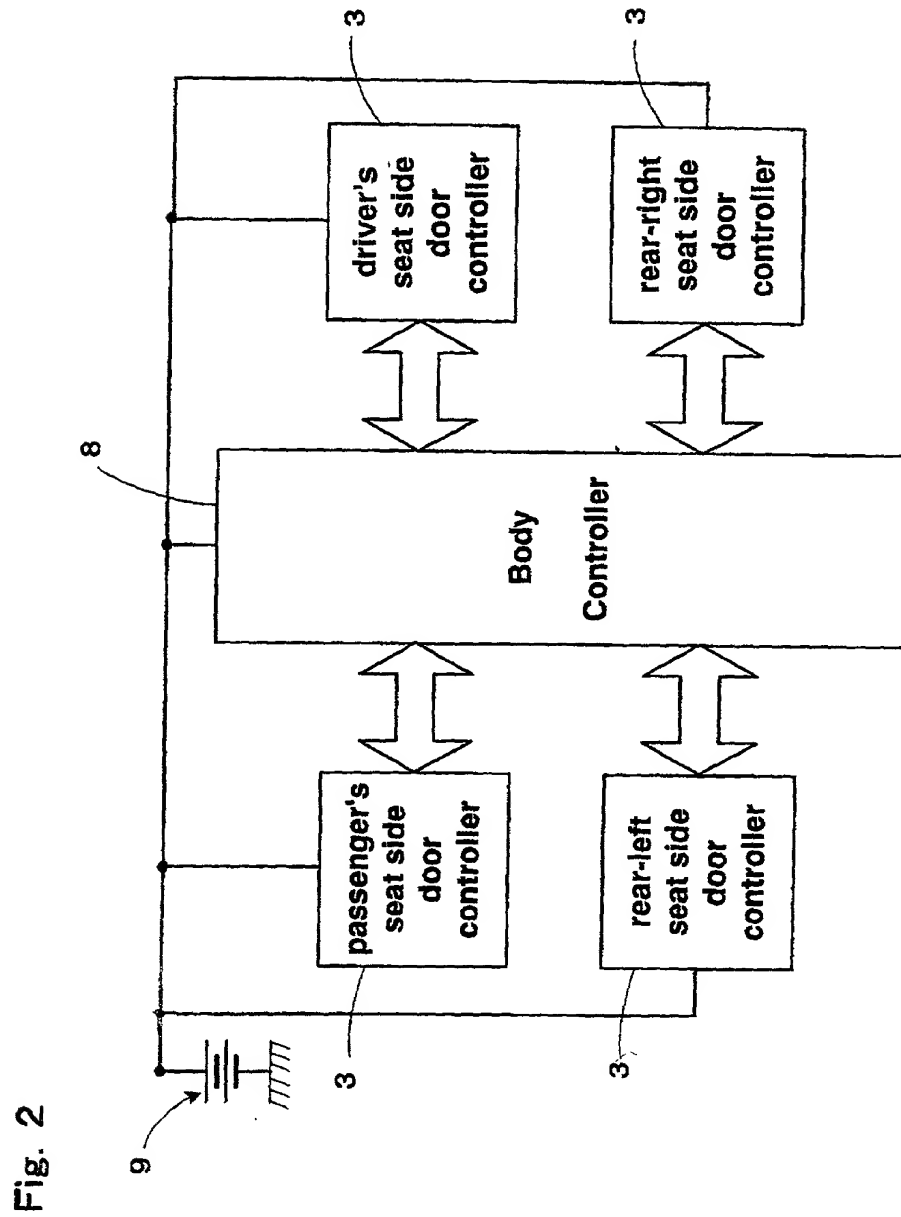 Fig. 2
9
8
3
passenger's
seat side
door
controller
Body
Controller
driver's
seat side
door
controller
3
3
rear-left
seat side
door
controller
rear-right
seat side
door
controller
3